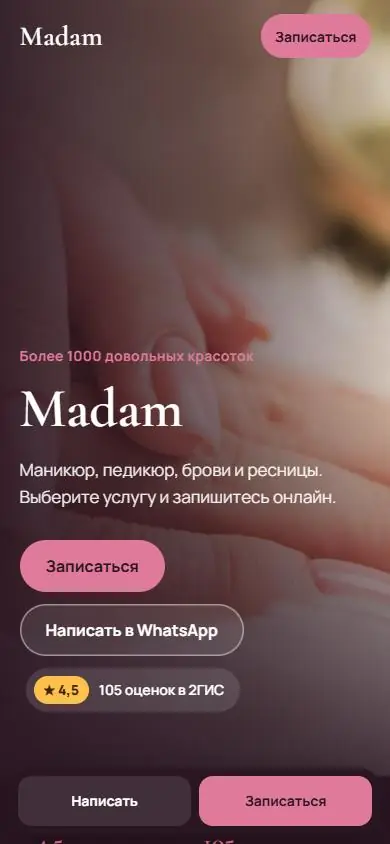 Madam
Записаться
Более 1000 довольных красоток
Madam
Маникюр, педикюр, брови и ресницы.
Выберите услугу и запишитесь онлайн.
Записаться
Написать в WhatsApp
★ 4,5 105 оценок в 2ГИС
Написать
Записаться